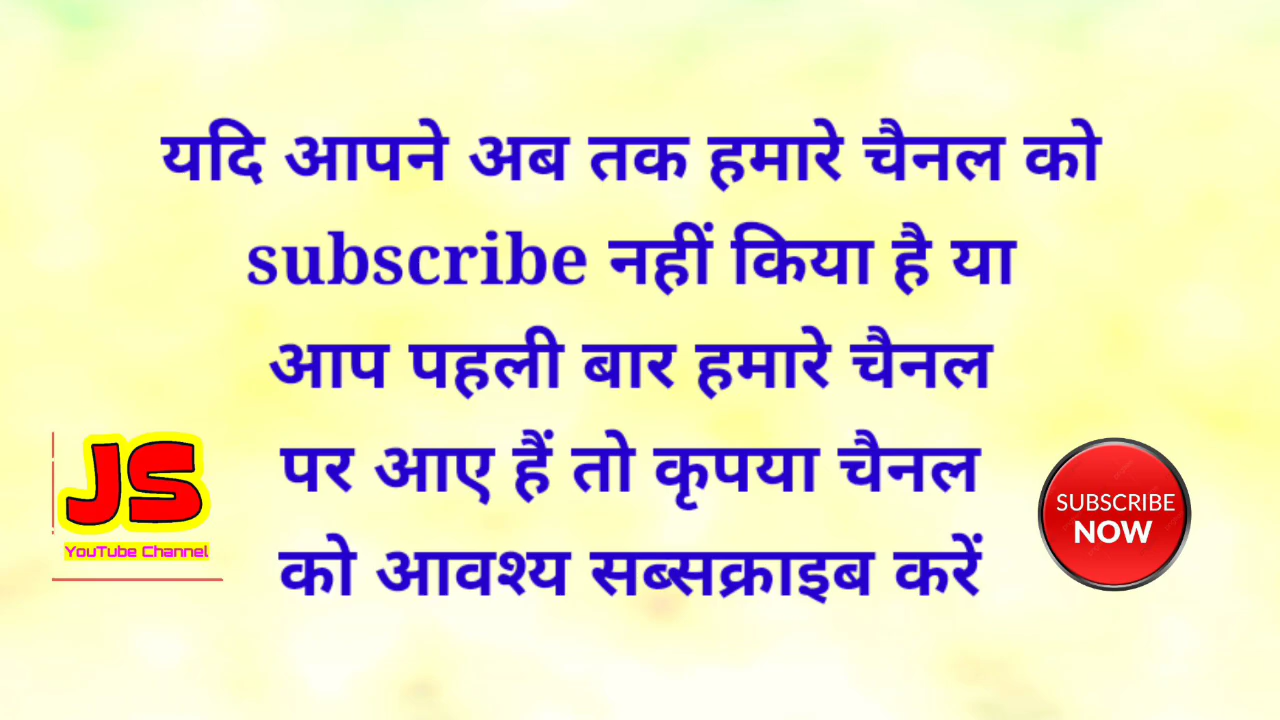 यदि आपने अब तक हमारे चैनल को
subscribe नहीं किया है या
आप पहली बार हमारे चैनल
पर आए हैं तो कृपया चैनल
को आवश्य सब्सक्राइब करें
JS
YouTube Channel
SUBSCRIBE
NOW